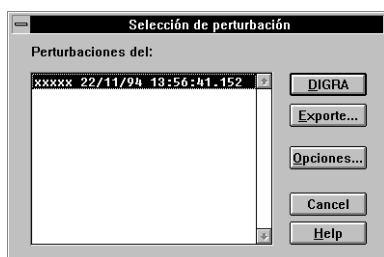 Selección de perturbación
Perturbaciones del:
xxxxx 22/11/94 13:56:41.152
DIGRA
Exporte...
Opciones...
Cancel
Help